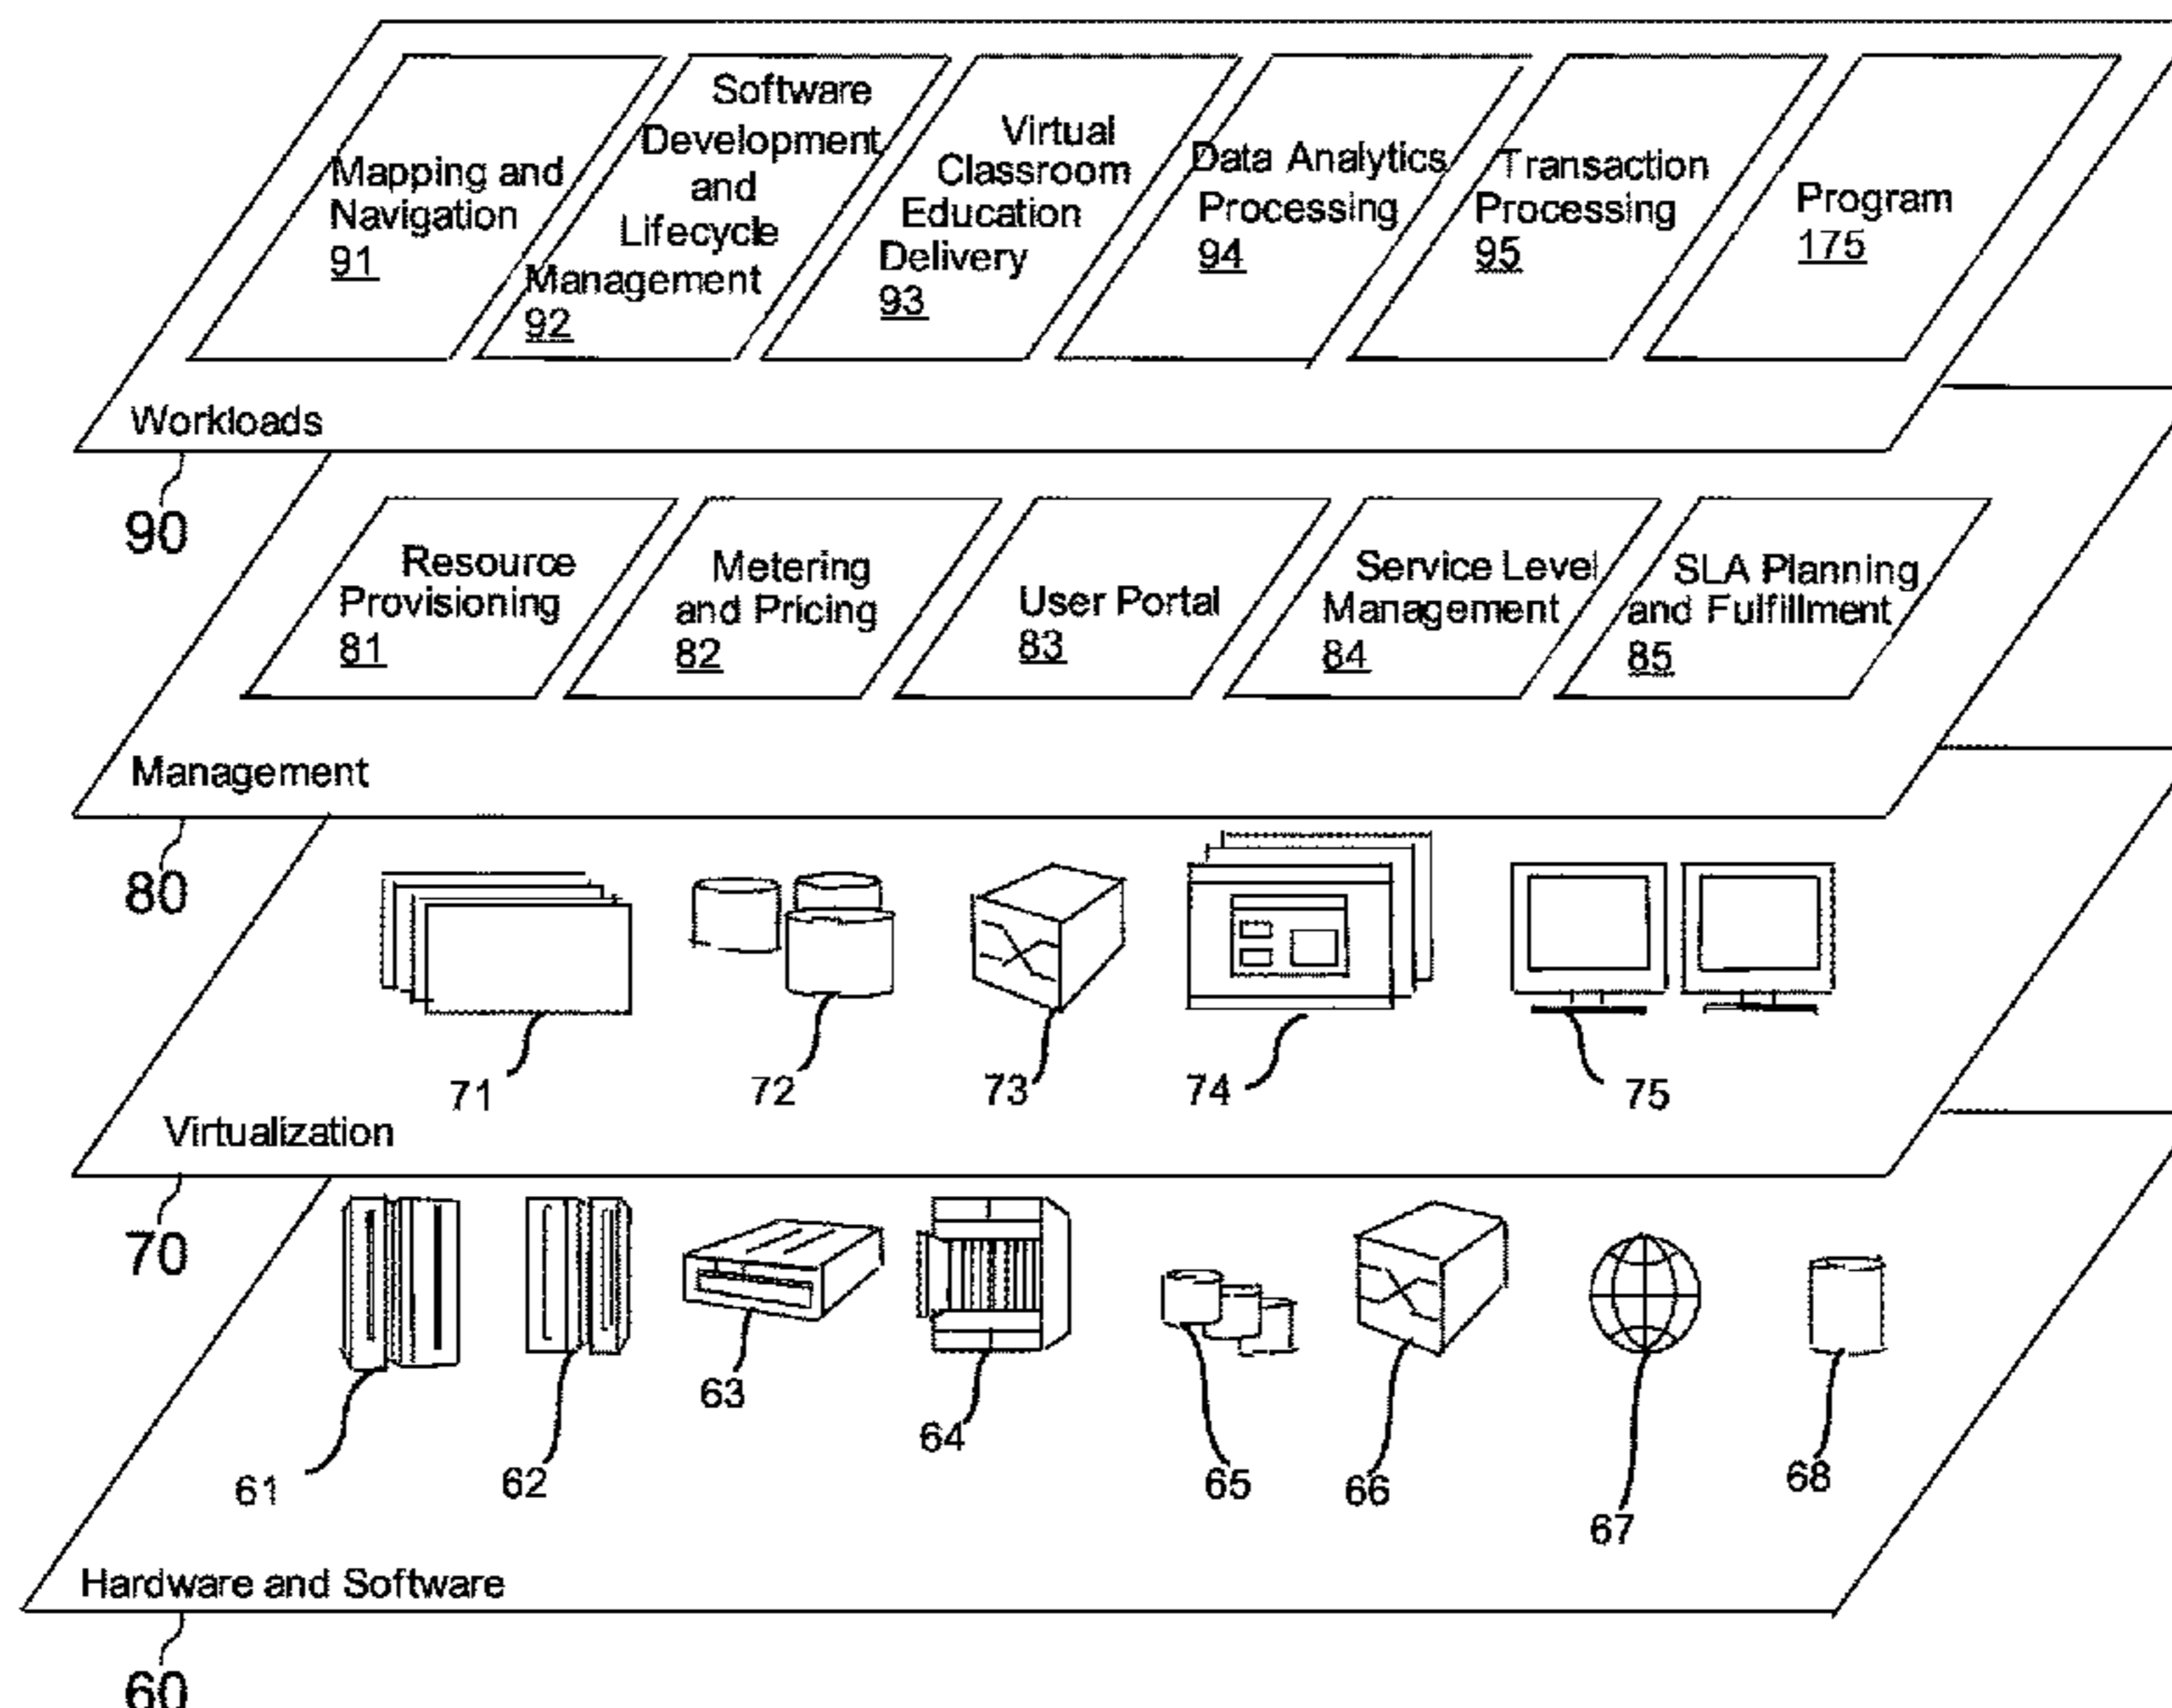 Mapping and
Navigation
91
Software
Development
and
Lifecycle
Management
92
Virtual
Classroom
Education
Delivery
93
Data Analytics
Processing
94
Transaction
Processing
95
Program
175
Workloads
90
Resource
Provisioning
81
Metering
and Pricing
82
User Portal
83
Service Level
Management
84
SLA Planning
and Fulfillment
85
Management
80
71
72
73
74
75
Virtualization
70
61
62
63
64
65
66
67
68
Hardware and Software
60